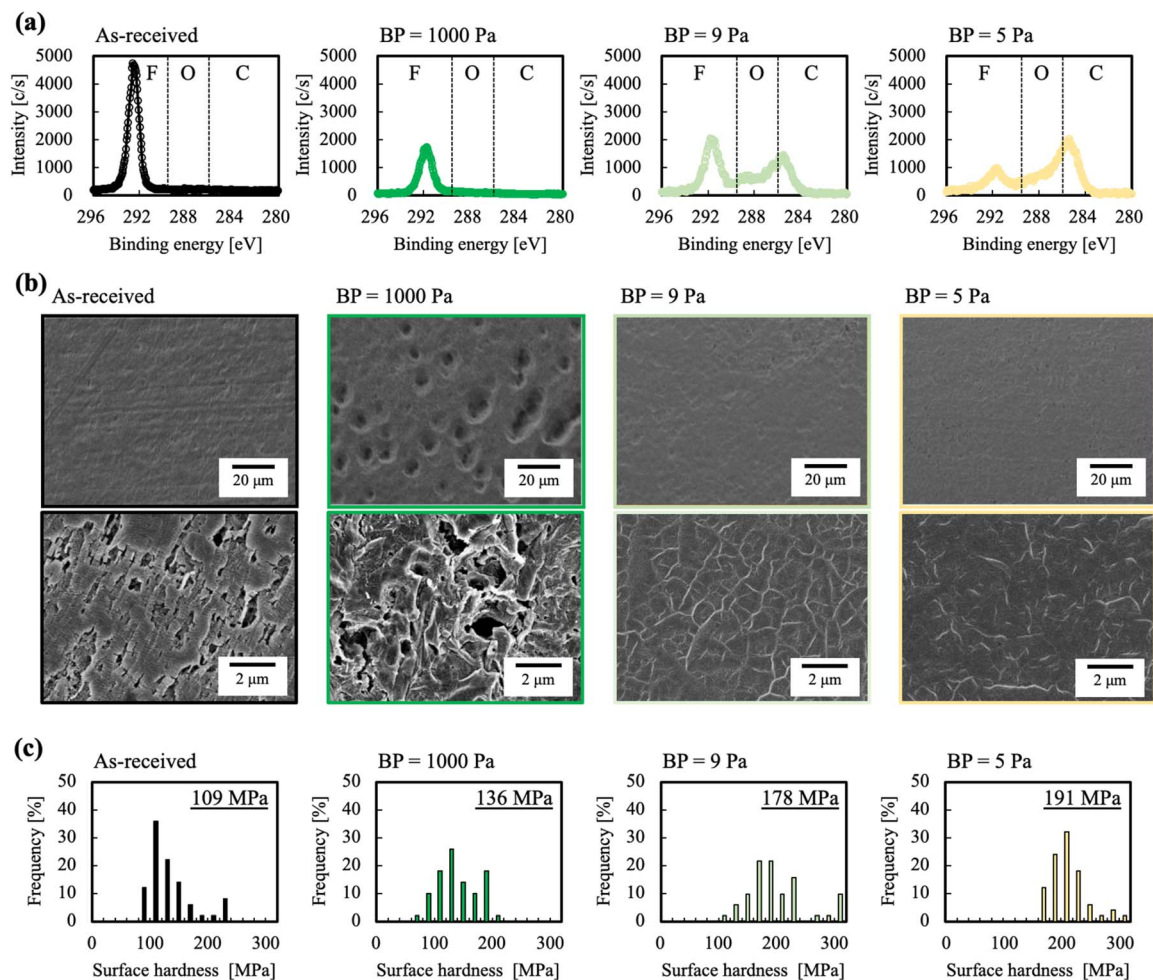 (a)
As-received
BP = 1000 Pa
BP = 9 Pa
BP = 5 Pa
Intensity [c/s]
5000
4000
3000
2000
1000
0
F
O
C
296
292
288
284
280
Binding energy [eV]
Intensity [c/s]
5000
4000
3000
2000
1000
0
F
O
C
296
292
288
284
280
Binding energy [eV]
Intensity [c/s]
5000
4000
3000
2000
1000
0
F
O
C
296
292
288
284
280
Binding energy [eV]
Intensity [c/s]
5000
4000
3000
2000
1000
0
F
O
C
296
292
288
284
280
Binding energy [eV]
(b)
As-received
BP = 1000 Pa
BP = 9 Pa
BP = 5 Pa
20 μm
20 μm
20 μm
20 μm
2 μm
2 μm
2 μm
2 μm
(c)
As-received
BP = 1000 Pa
BP = 9 Pa
BP = 5 Pa
Frequency [%]
50
40
30
20
10
0
109 MPa
0
100
200
300
Surface hardness [MPa]
Frequency [%]
50
40
30
20
10
0
136 MPa
0
100
200
300
Surface hardness [MPa]
Frequency [%]
50
40
30
20
10
0
178 MPa
0
100
200
300
Surface hardness [MPa]
Frequency [%]
50
40
30
20
10
0
191 MPa
0
100
200
300
Surface hardness [MPa]